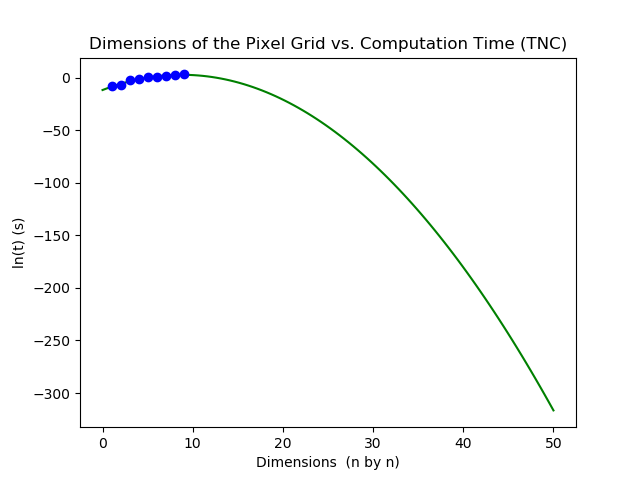 Dimensions of the Pixel Grid vs. Computation Time (TNC)
0
−50
−100
−150
−200
−250
−300
ln(t) (s)
0 10 20 30 40 50
Dimensions (n by n)